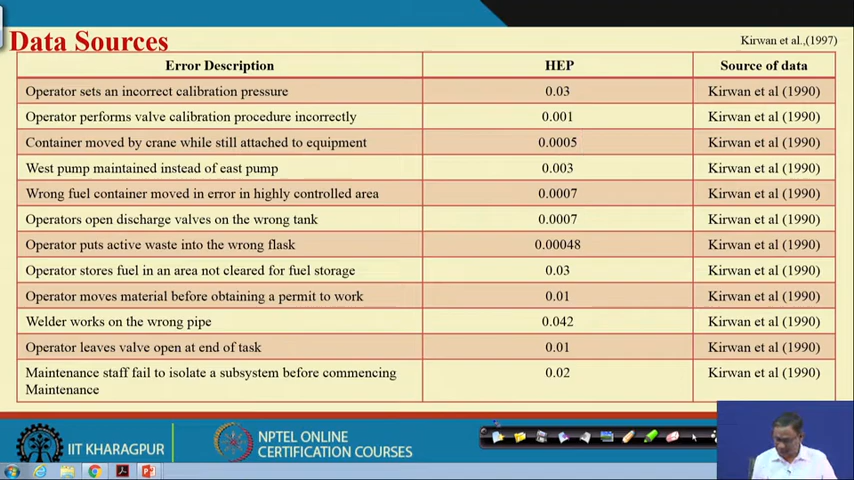 Data Sources
Kirwan et al.,(1997)
Error Description HEP Source of data
Operator sets an incorrect calibration pressure 0.03 Kirwan et al (1990)
Operator performs valve calibration procedure incorrectly 0.001 Kirwan et al (1990)
Container moved by crane while still attached to equipment 0.0005 Kirwan et al (1990)
West pump maintained instead of east pump 0.003 Kirwan et al (1990)
Wrong fuel container moved in error in highly controlled area 0.0007 Kirwan et al (1990)
Operators open discharge valves on the wrong tank 0.0007 Kirwan et al (1990)
Operator puts active waste into the wrong flask 0.00048 Kirwan et al (1990)
Operator stores fuel in an area not cleared for fuel storage 0.03 Kirwan et al (1990)
Operator moves material before obtaining a permit to work 0.01 Kirwan et al (1990)
Welder works on the wrong pipe 0.042 Kirwan et al (1990)
Operator leaves valve open at end of task 0.01 Kirwan et al (1990)
Maintenance staff fail to isolate a subsystem before commencing 0.02 Kirwan et al (1990)
Maintenance
IIT KHARAGPUR
NPTEL ONLINE
CERTIFICATION COURSES